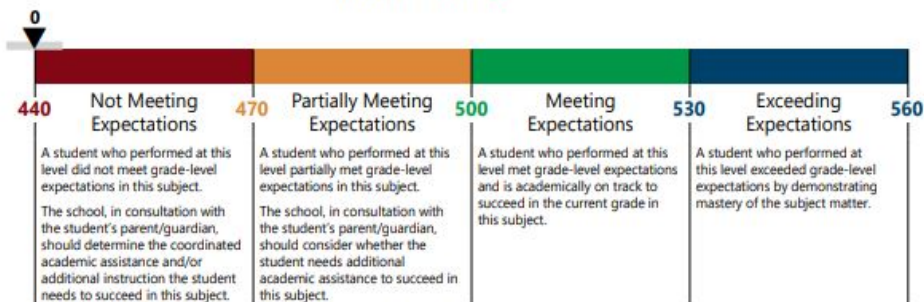 0
440
Not Meeting
Expectations
470
Partially Meeting
Expectations
500
Meeting
Expectations
530
Exceeding
Expectations
560
A student who performed at this
level did not meet grade-level
expectations in this subject.
The school, in consultation with
the student's parent/guardian,
should determine the coordinated
academic assistance and/or
additional instruction the student
needs to succeed in this subject.
A student who performed at this
level partially met grade-level
expectations in this subject.
The school, in consultation with
the student's parent/guardian,
should consider whether the
student needs additional
academic assistance to succeed in
this subject.
A student who performed at this
level met grade-level expectations
and is academically on track to
succeed in the current grade in
this subject.
A student who performed at
this level exceeded grade-level
expectations by demonstrating
mastery of the subject matter.